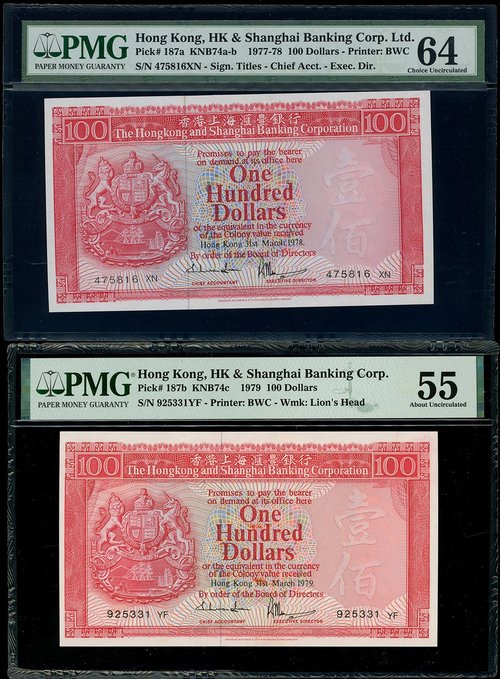 PMG
PAPER MONEY GUARANTY
Hong Kong, HK & Shanghai Banking Corp. Ltd.
Pick# 187a KNB74a-b 1977-78 100 Dollars - Printer: BWC
S/N 475816XN - Sign. Titles - Chief Acct. - Exec. Dir.
64
Choice Uncirculated
100
香港上海滙豐銀行
100
The Hongkong and Shanghai Banking Corporation
Promises to pay the bearer
on demand at its office here
One
Hundred
Dollars
or the equivalent in the currency
of the Colony value received
Hong Kong 31st March 1978.
By order of the Board of Directors
壹佰
475816 XN
475816 XN
CHIEF ACCOUNTANT
EXECUTIVE DIRECTOR
PMG
PAPER MONEY GUARANTY
Hong Kong, HK & Shanghai Banking Corp.
Pick# 187b KNB74c 1979 100 Dollars
S/N 925331YF - Printer: BWC - Wmk: Lion's Head
55
About Uncirculated
100
香港上海滙豐銀行
100
The Hongkong and Shanghai Banking Corporation
Promises to pay the bearer
on demand at its office here
One
Hundred
Dollars
or the equivalent in the currency
of the Colony value received
Hong Kong 31st March 1979.
By order of the Board of Directors
壹佰
925331 YF
925331 YF
CHIEF ACCOUNTANT
EXECUTIVE DIRECTOR